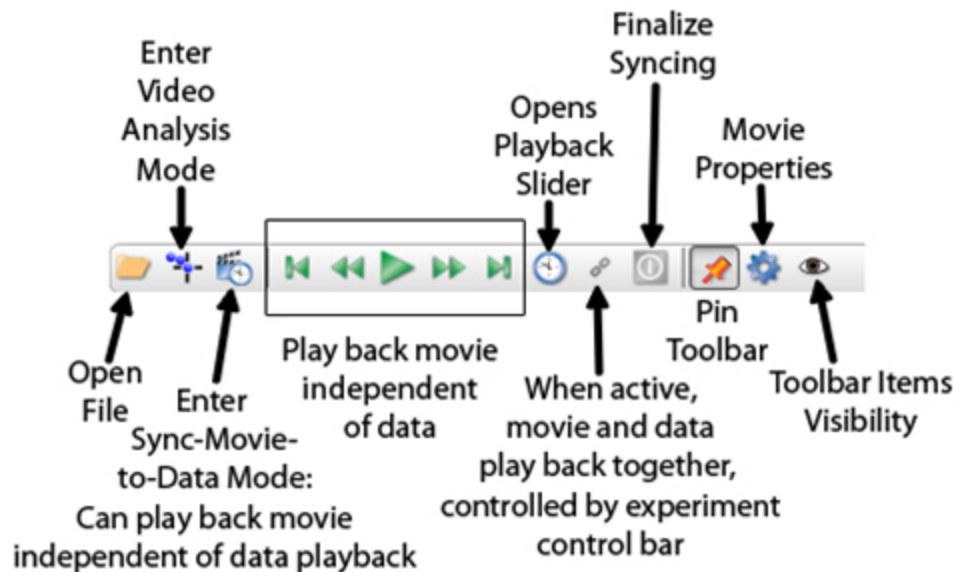 Enter
Video
Analysis
Mode
Opens
Playback
Slider
Finalize
Syncing
Movie
Properties
Open
File
Enter
Sync-Movie-
to-Data Mode:
Can play back movie
independent of data playback
Play back movie
independent
of data
When active,
movie and data
play back together,
controlled by experiment
control bar
Pin
Toolbar
Toolbar Items
Visibility